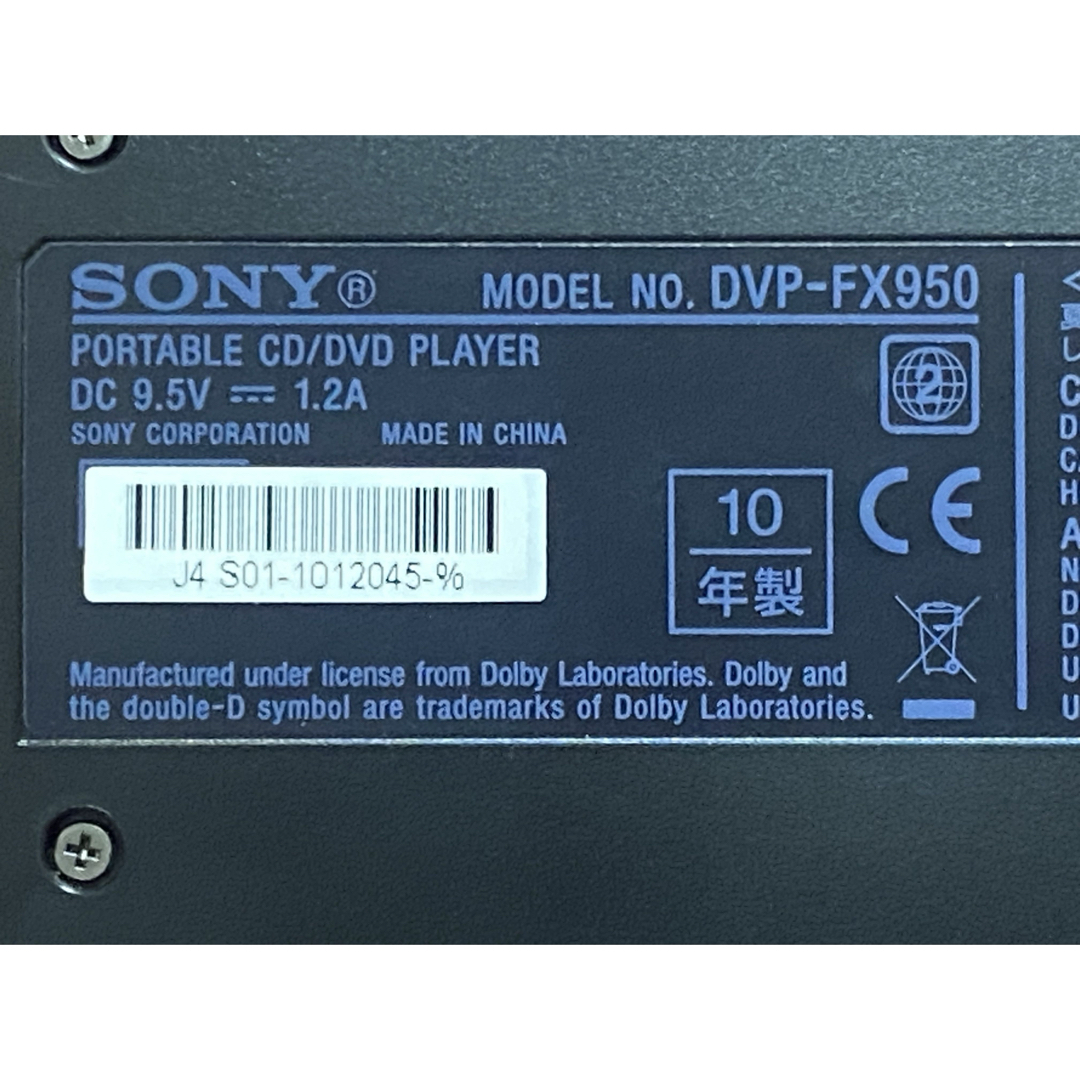 SONY® MODEL NO. DVP-FX950
PORTABLE CD/DVD PLAYER
DC 9.5V ⎓ 1.2A
SONY CORPORATION MADE IN CHINA
2
J4 S01-1012045-%
10
年製
CE
Manufactured under license from Dolby Laboratories. Dolby and
the double-D symbol are trademarks of Dolby Laboratories.